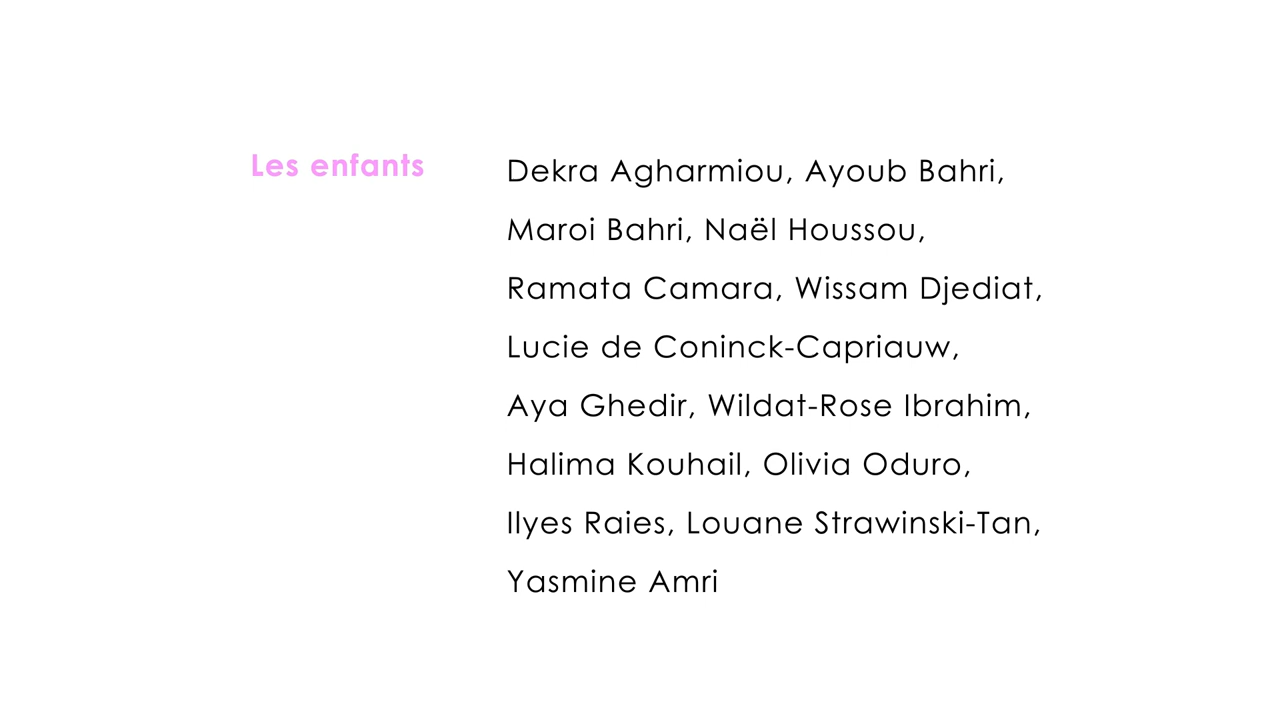 Les enfants
Dekra Agharmiou, Ayoub Bahri,
Maroi Bahri, Naël Houssou,
Ramata Camara, Wissam Djediat,
Lucie de Coninck-Capriauw,
Aya Ghedir, Wildat-Rose Ibrahim,
Halima Kouhail, Olivia Oduro,
Ilyes Raies, Louane Strawinski-Tan,
Yasmine Amri